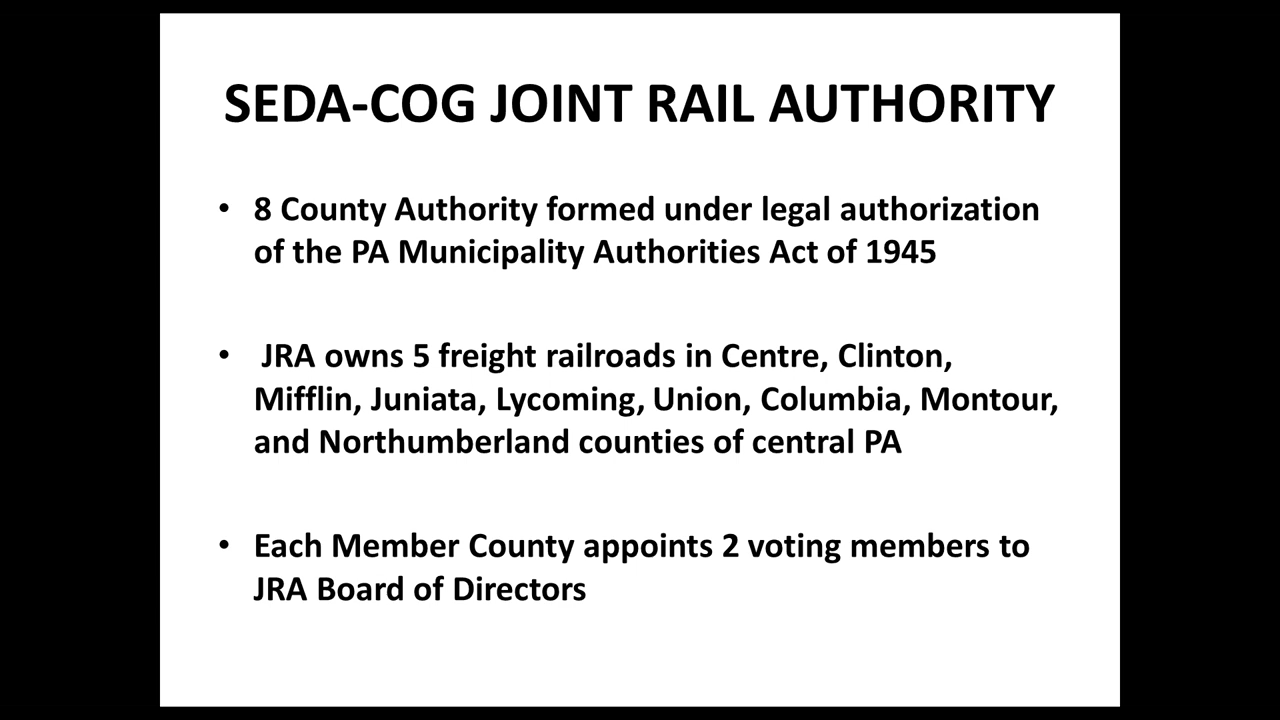 SEDA-COG JOINT RAIL AUTHORITY
• 8 County Authority formed under legal authorization
of the PA Municipality Authorities Act of 1945
• JRA owns 5 freight railroads in Centre, Clinton,
Mifflin, Juniata, Lycoming, Union, Columbia, Montour,
and Northumberland counties of central PA
• Each Member County appoints 2 voting members to
JRA Board of Directors